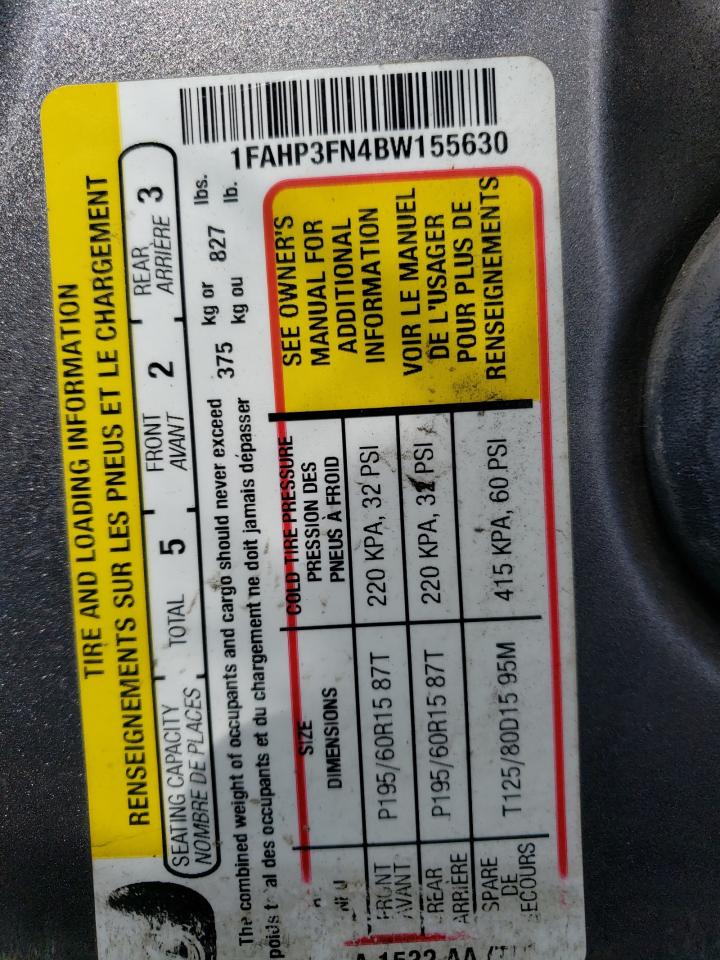 TIRE AND LOADING INFORMATION
RENSEIGNEMENTS SUR LES PNEUS ET LE CHARGEMENT
SEATING CAPACITY TOTAL 5 FRONT 2 REAR 3
NOMBRE DE PLACES AVANT ARRIÈRE
The combined weight of occupants and cargo should never exceed 375 kg or 827 lbs.
poids al des occupants et du chargement ne doit jamais dépasser kg ou lb.
1FAHP3FN4BW155630
SIZE COLD TIRE PRESSURE
DIMENSIONS PRESSION DES
PNEUS À FROID
FRONT P195/60R15 87T 220 KPA, 32 PSI
AVANT
REAR P195/60R15 87T 220 KPA, 32 PSI
ARRIÈRE
SPARE T125/80D15 95M 415 KPA, 60 PSI
DE
SECOURS
SEE OWNER'S
MANUAL FOR
ADDITIONAL
INFORMATION
VOIR LE MANUEL
DE L'USAGER
POUR PLUS DE
RENSEIGNEMENTS